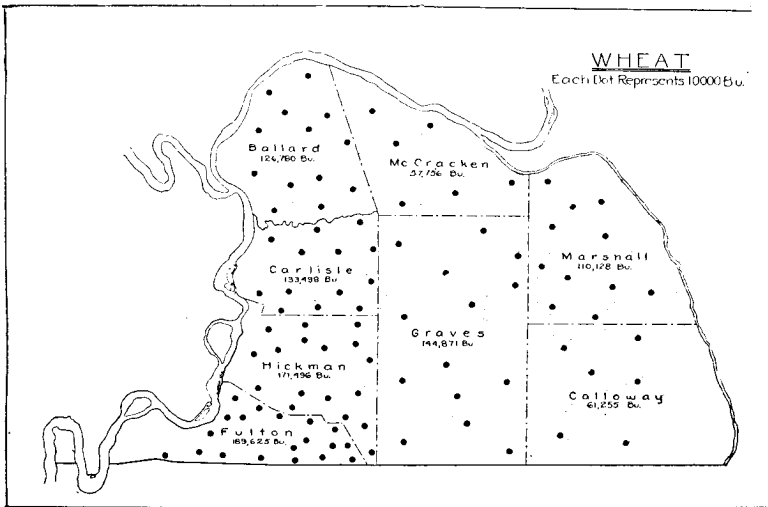 WHEAT
Each Dot Represents 10000 Bu.
Ballard
126,780 Bu.
McCracken
57,756 Bu.
Carlisle
133,498 Bu.
Marshall
110,128 Bu.
Graves
144,871 Bu
Hickman
171,496 Bu.
Calloway
61,255 Bu.
Fulton
189,625 Bu.